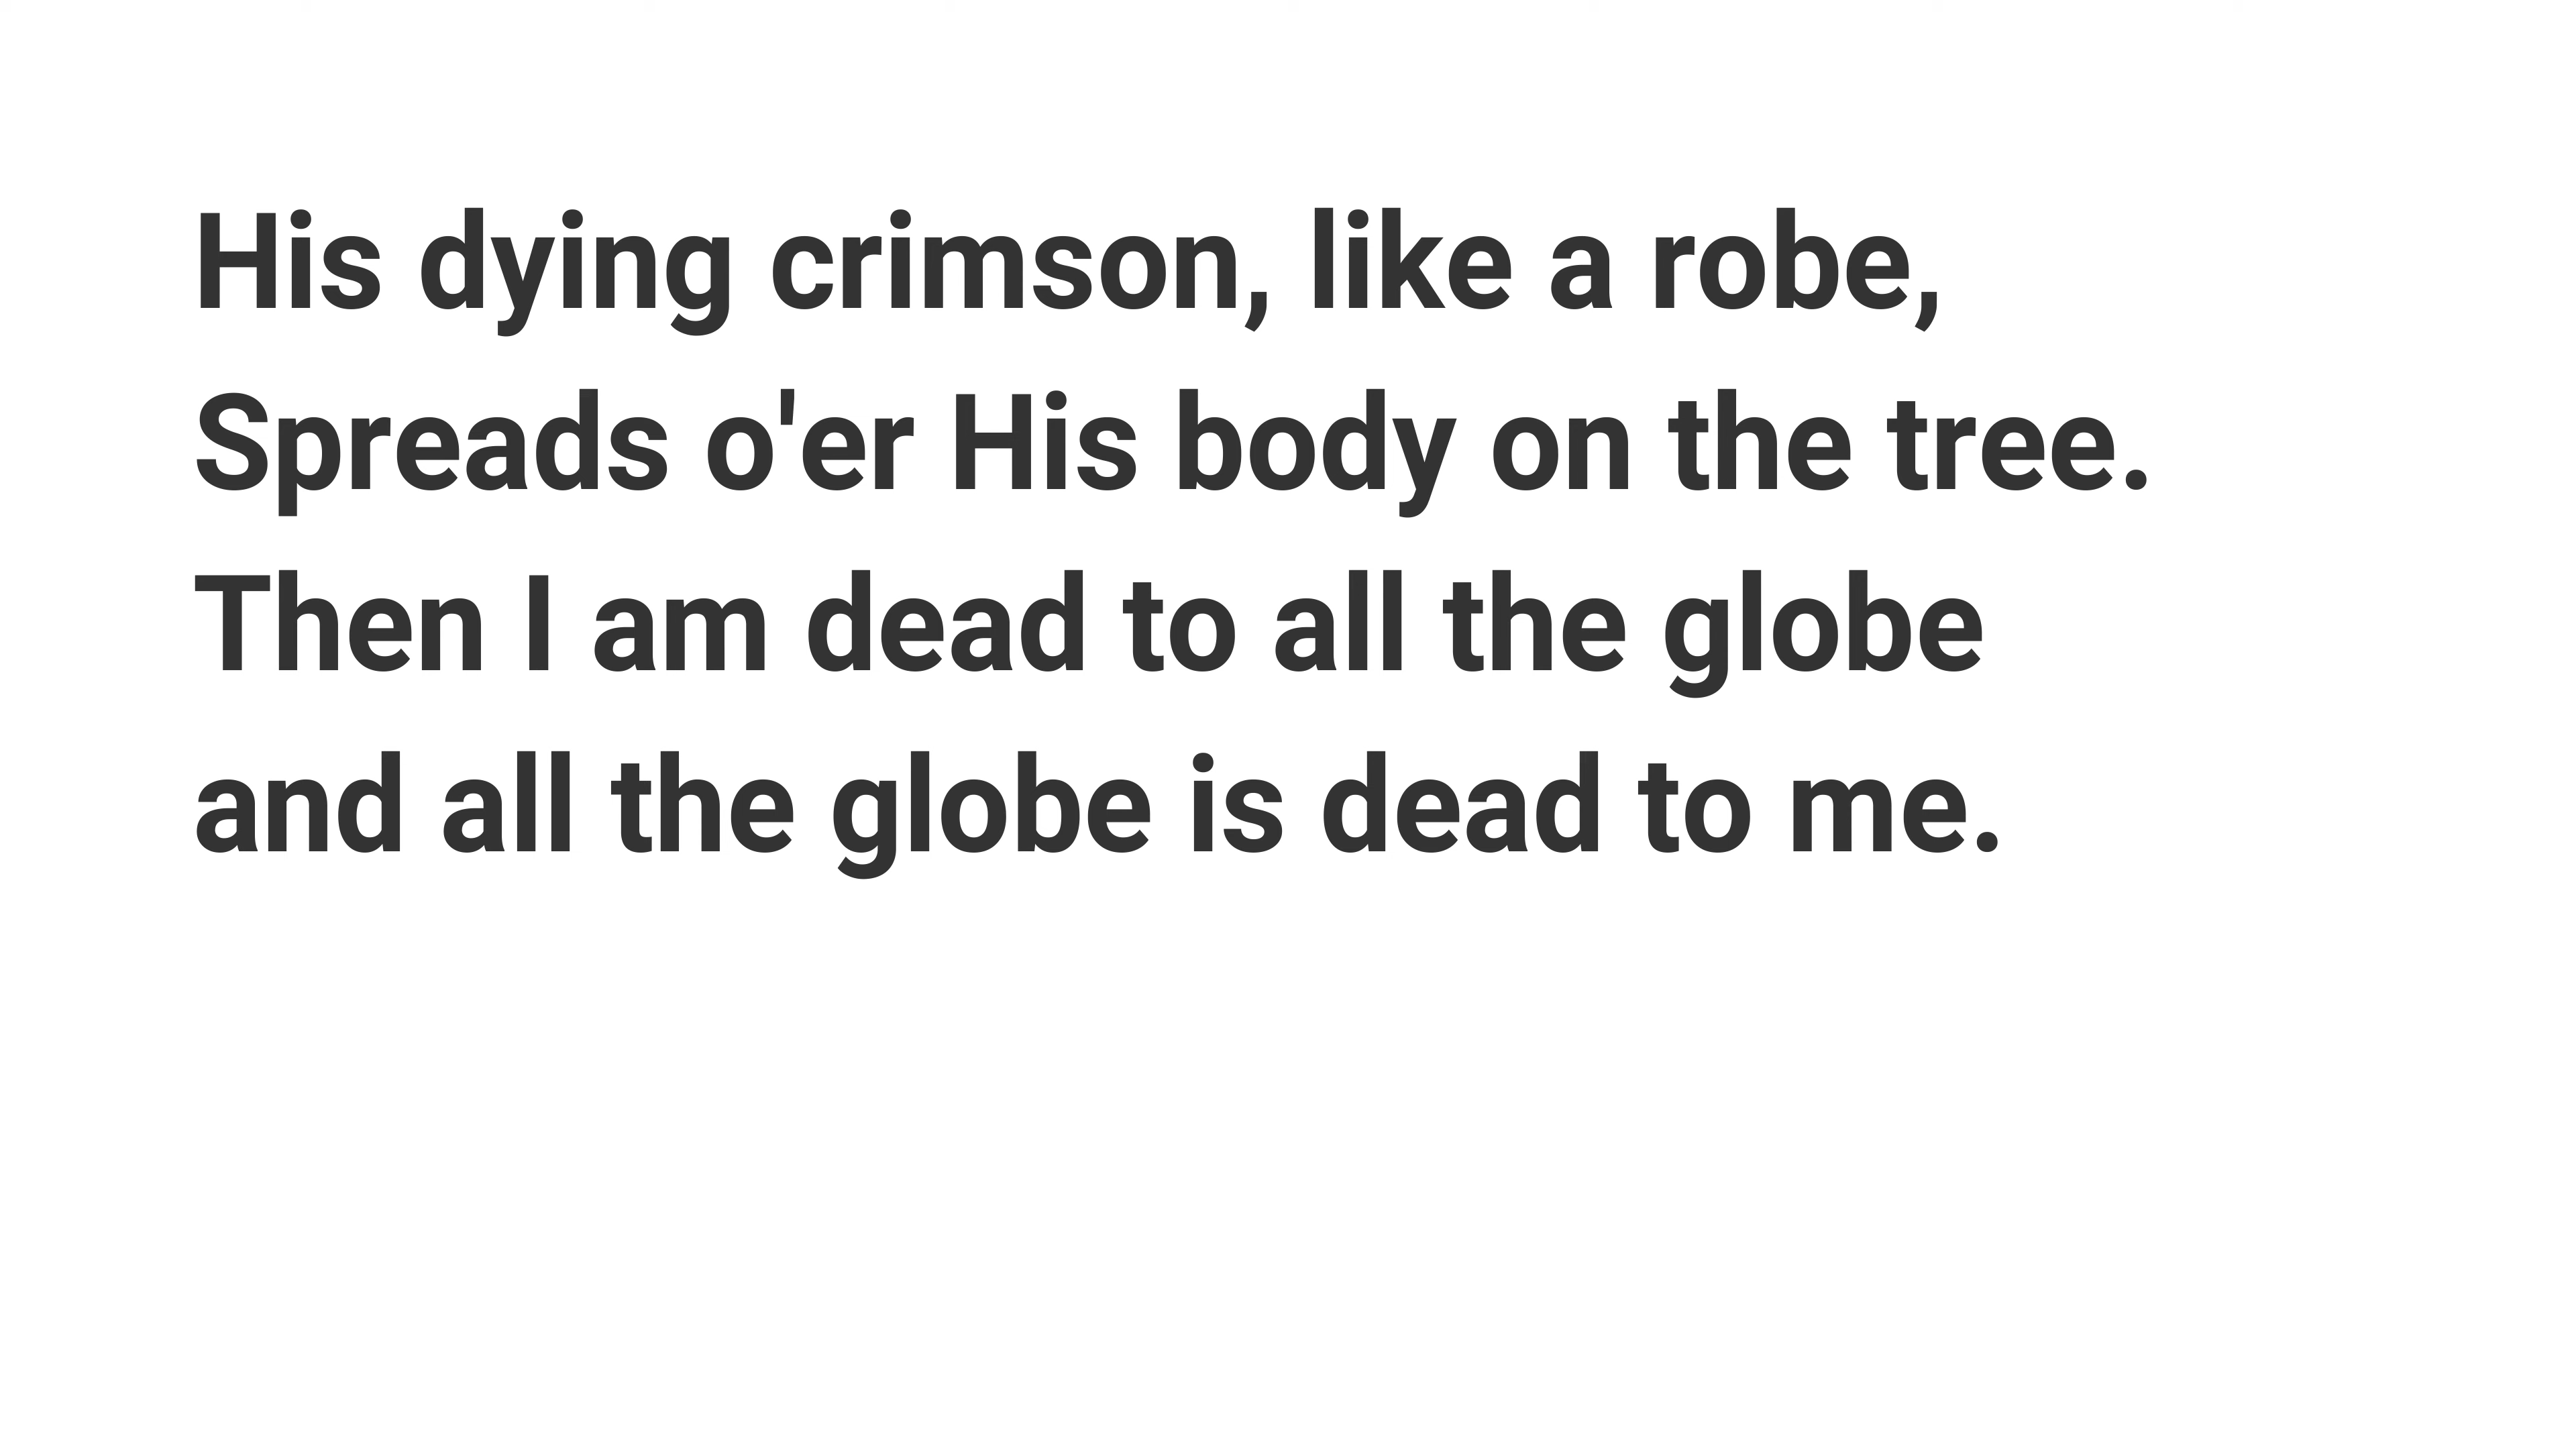 His dying crimson, like a robe,
Spreads o'er His body on the tree.
Then I am dead to all the globe
and all the globe is dead to me.